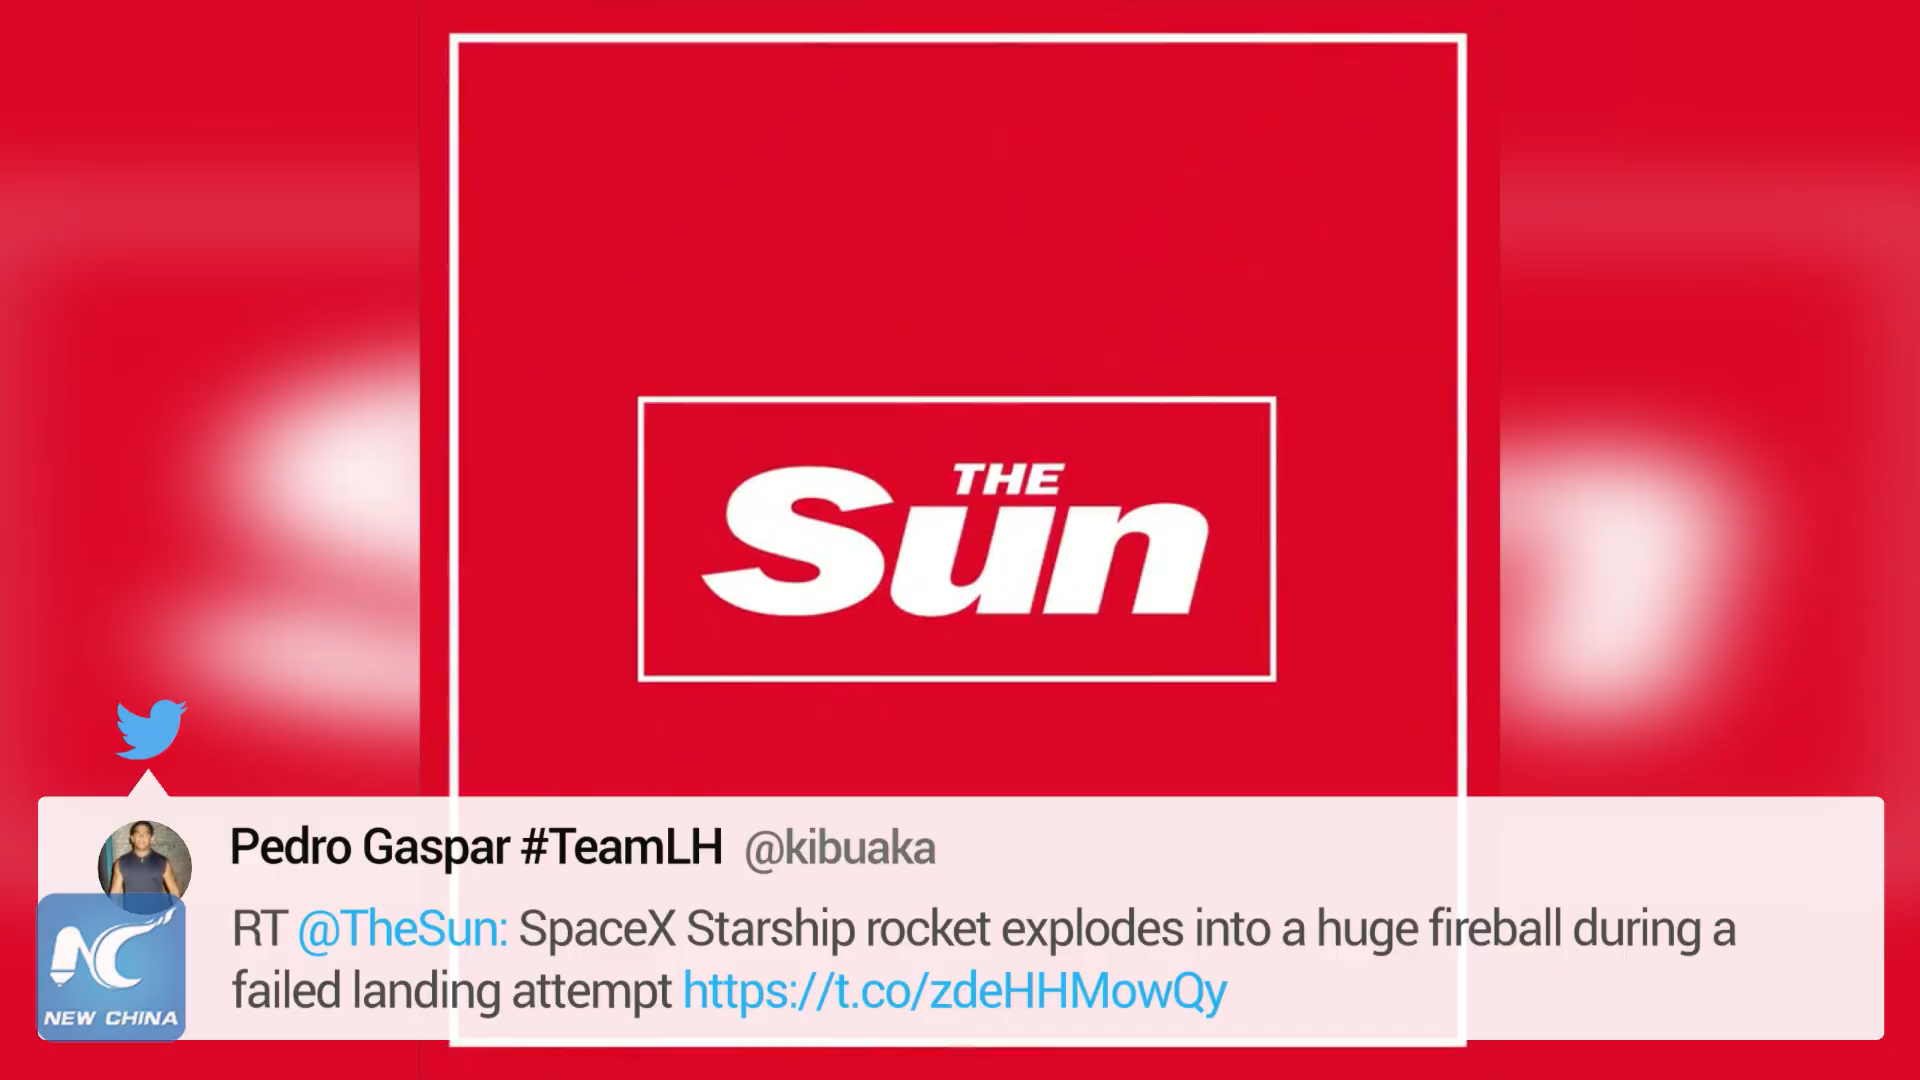 THE
Sun
Pedro Gaspar #TeamLH @kibuaka
RT @TheSun: SpaceX Starship rocket explodes into a huge fireball during a
failed landing attempt https://t.co/zdeHHMowQy
NC
NEW CHINA